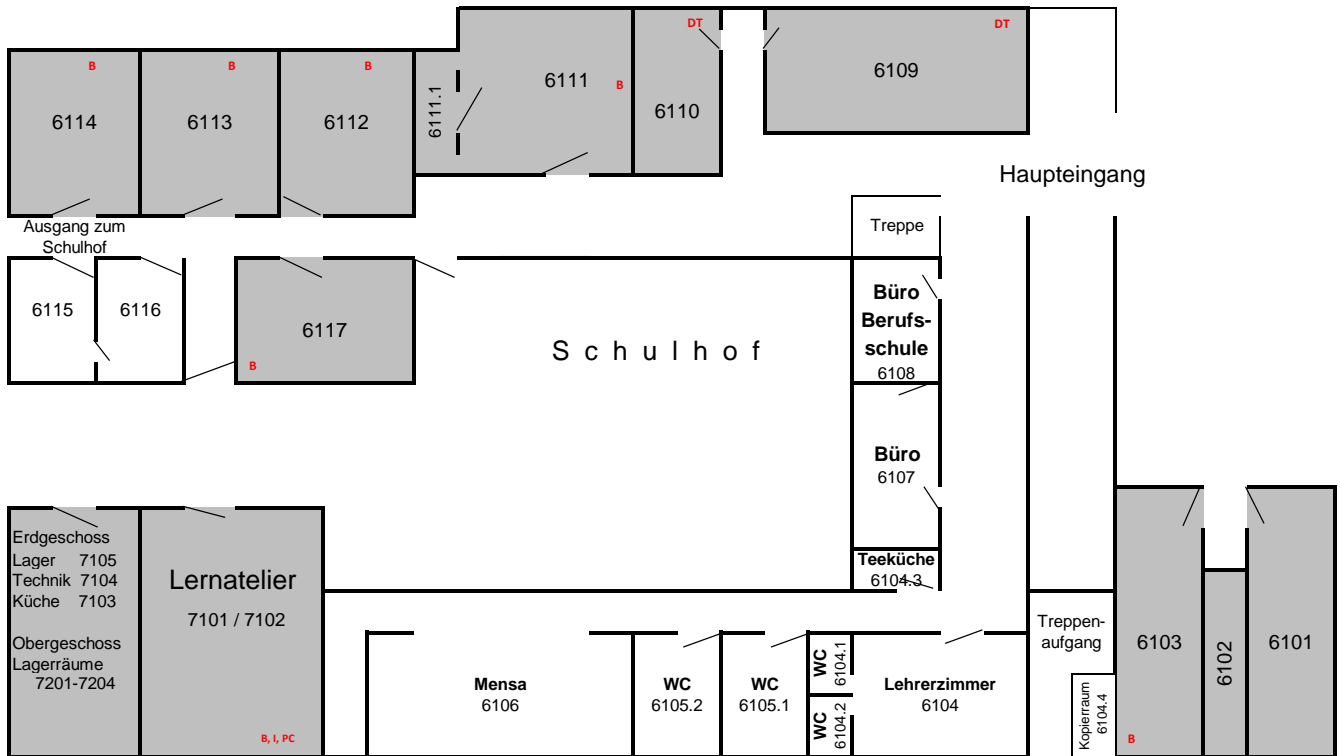 DT
DT
B
B
B
6111
B
6109
6114
6113
6112
6111.1
6110
Haupteingang
Ausgang zum
Schulhof
Treppe
6115
6116
6117
B
Schulhof
Büro
Berufs-
schule
6108
Büro
6107
Teeküche
6104.3
Erdgeschoss
Lager 7105
Technik 7104
Küche 7103
Obergeschoss
Lagerräume
7201-7204
Lernatelier
7101 / 7102
B, I, PC
Mensa
6106
WC
6105.2
WC
6105.1
WC
6104.1
WC
6104.2
Lehrerzimmer
6104
Treppen-
aufgang
Kopierraum
6104.4
6103
B
6102
6101